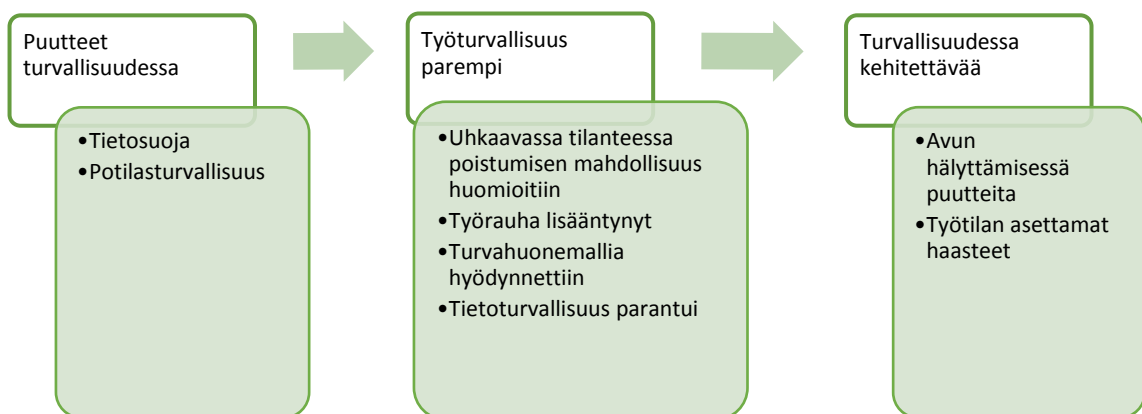 Puutteet
turvallisuudessa
•Tietosuoja
•Potilasturvallisuus
Työturvallisuus
parempi
•Uhkaavassa tilanteessa
poistumisen mahdollisuus
huomioitiin
•Työrauha lisääntynyt
•Turvahuonemallia
hyödynnettiin
•Tietoturvallisuus parantui
Turvallisuudessa
kehitettävää
•Avun
hälyttämisessä
puutteita
•Työtilan asettamat
haasteet